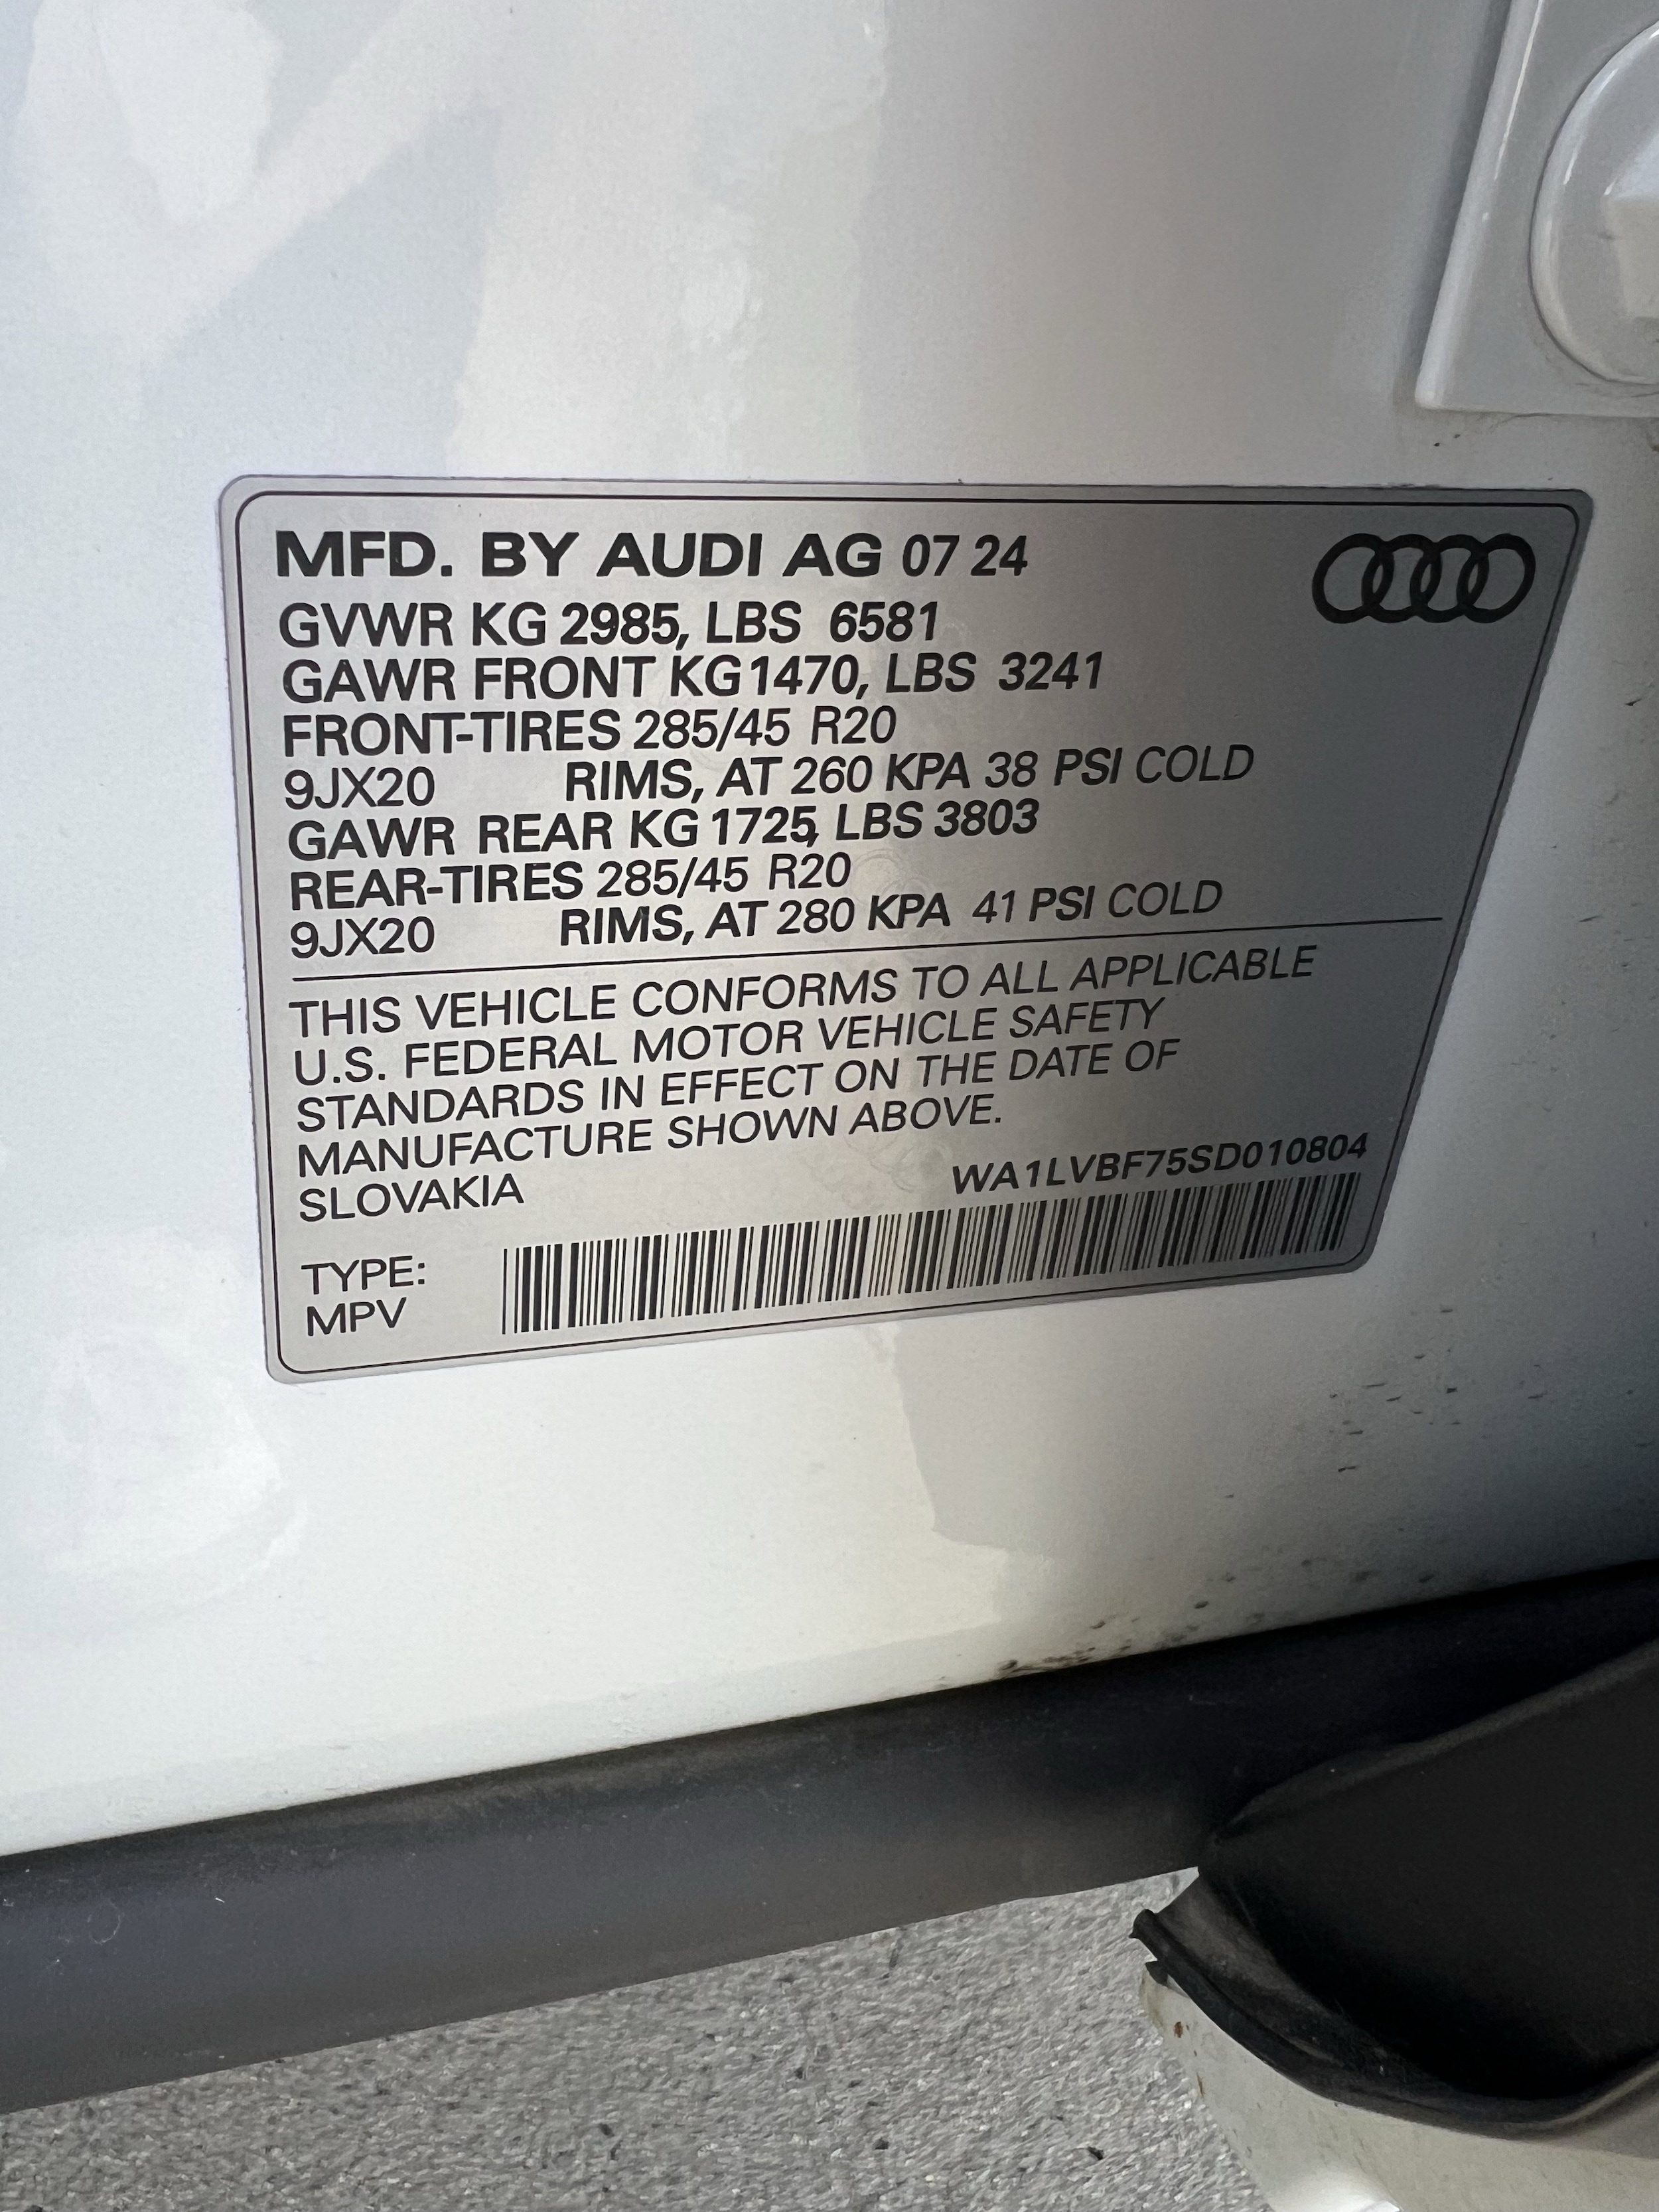 MFD. BY AUDI AG 07 24
GVWR KG 2985, LBS 6581
GAWR FRONT KG 1470, LBS 3241
FRONT-TIRES 285/45 R20
9JX20 RIMS, AT 260 KPA 38 PSI COLD
GAWR REAR KG 1725, LBS 3803
REAR-TIRES 285/45 R20
9JX20 RIMS, AT 280 KPA 41 PSI COLD
THIS VEHICLE CONFORMS TO ALL APPLICABLE
U.S. FEDERAL MOTOR VEHICLE SAFETY
STANDARDS IN EFFECT ON THE DATE OF
MANUFACTURE SHOWN ABOVE.
SLOVAKIA
WA1LVBF75SD010804
TYPE:
MPV